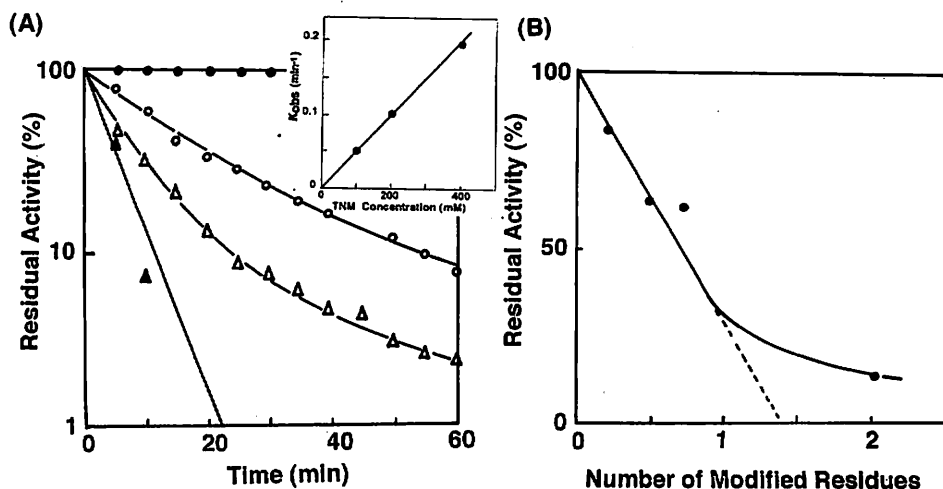 (A)
Residual Activity (%)
100
10
1
0
20
40
60
Time (min)
Kobs (min-1)
0.2
0.1
0
0
200
400
TNM Concentration (mM)
(B)
Residual Activity (%)
100
50
0
0
1
2
Number of Modified Residues